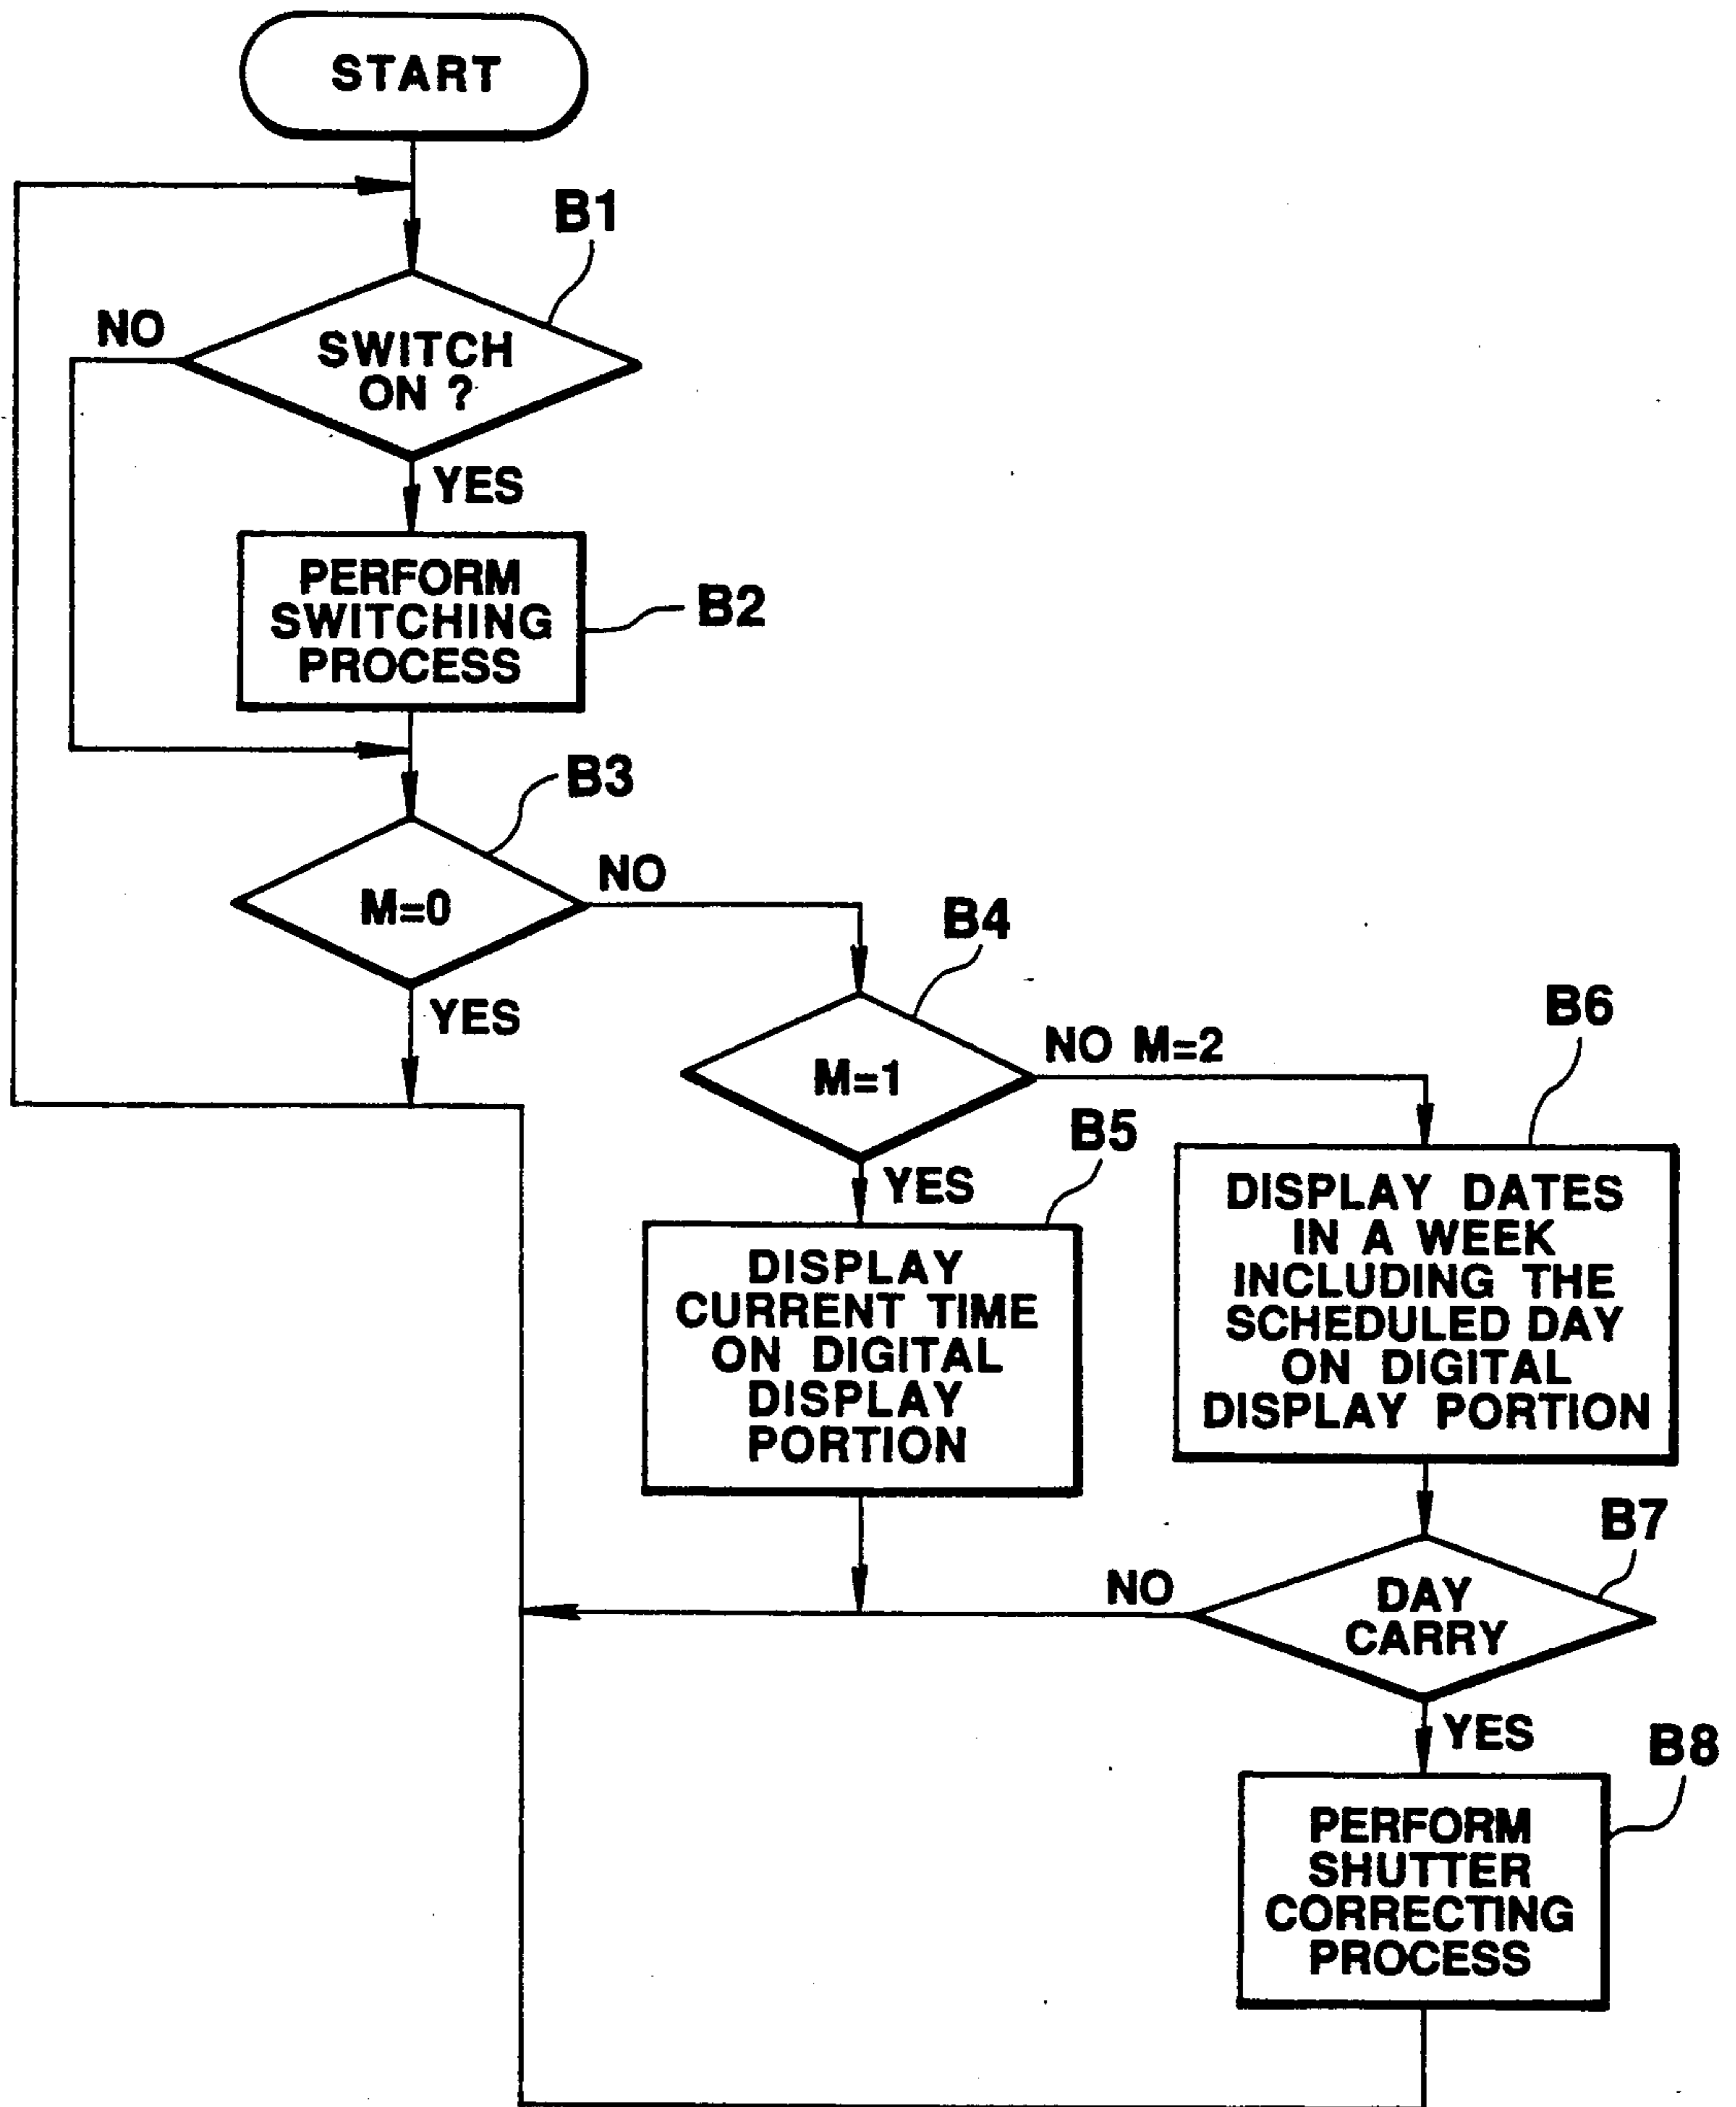 START
B1
NO
SWITCH
ON ?
YES
PERFORM
SWITCHING
PROCESS
B2
B3
M=0
NO
YES
B4
M=1
NO M=2
B6
B5
YES
DISPLAY
CURRENT TIME
ON DIGITAL
DISPLAY
PORTION
DISPLAY DATES
IN A WEEK
INCLUDING THE
SCHEDULED DAY
ON DIGITAL
DISPLAY PORTION
B7
NO
DAY
CARRY
YES
B8
PERFORM
SHUTTER
CORRECTING
PROCESS